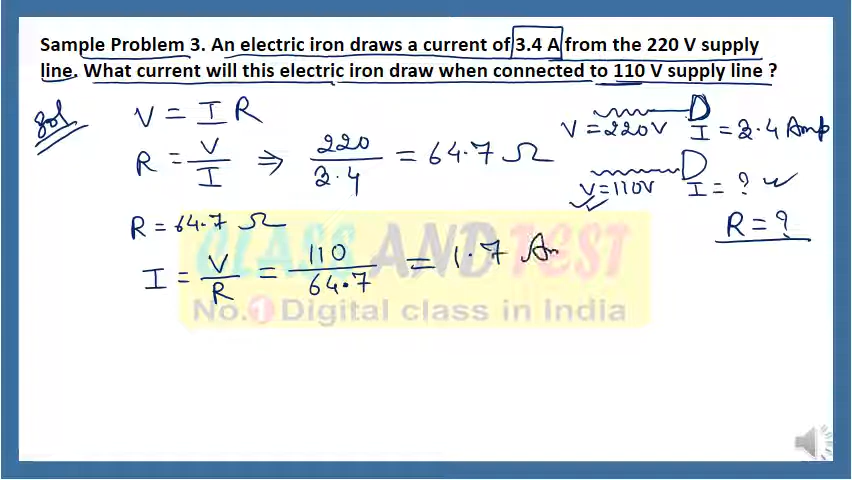 Sample Problem 3. An electric iron draws a current of 3.4 A from the 220 V supply
line. What current will this electric iron draw when connected to 110 V supply line ?
Sol
V = I R
R = V/I ⇒ 220/3.4 = 64.7 Ω
V = 220V I = 3.4 Amp
V = 110V I = ?
R = ?
R = 64.7 Ω
I = V/R = 110/64.7 = 1.7 Am
CLASS AND TEST
No.1 Digital class in India